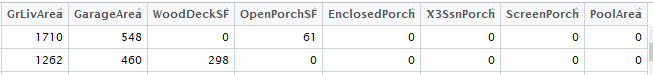 GrLivArea GarageArea WoodDeckSF OpenPorchSF EnclosedPorch X3SsnPorch ScreenPorch PoolArea
1710 548 0 61 0 0 0 0
1262 460 298 0 0 0 0 0